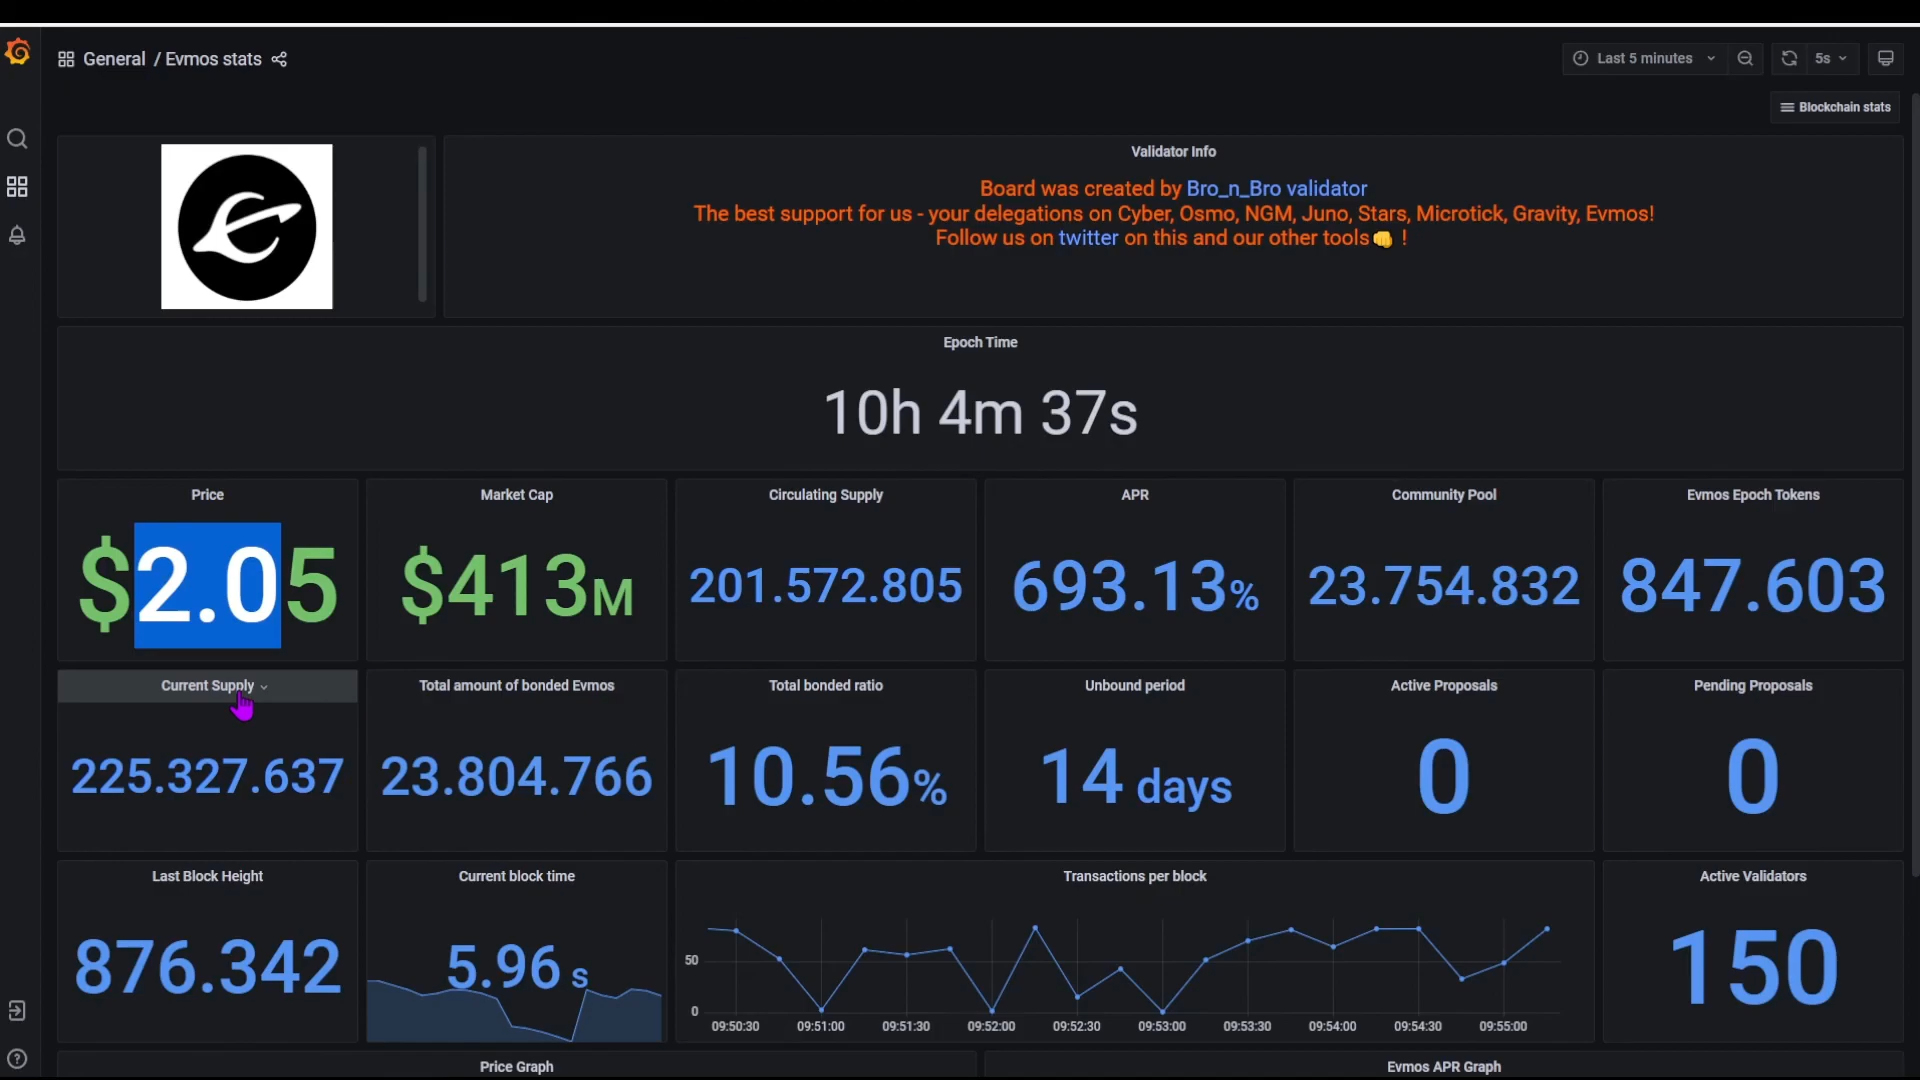 General / Evmos stats
Last 5 minutes
5s
Blockchain stats
Validator Info
Board was created by Bro_n_Bro validator
The best support for us - your delegations on Cyber, Osmo, NGM, Juno, Stars, Microtick, Gravity, Evmos!
Follow us on twitter on this and our other tools👊 !
Epoch Time
10h 4m 37s
Price
$2.05
Market Cap
$413M
Circulating Supply
201.572.805
APR
693.13%
Community Pool
23.754.832
Evmos Epoch Tokens
847.603
Current Supply
225.327.637
Total amount of bonded Evmos
23.804.766
Total bonded ratio
10.56%
Unbound period
14 days
Active Proposals
0
Pending Proposals
0
Last Block Height
876.342
Current block time
5.96 s
Transactions per block
50
0
09:50:30 09:51:00 09:51:30 09:52:00 09:52:30 09:53:00 09:53:30 09:54:00 09:54:30 09:55:00
Active Validators
150
Price Graph
Evmos APR Graph